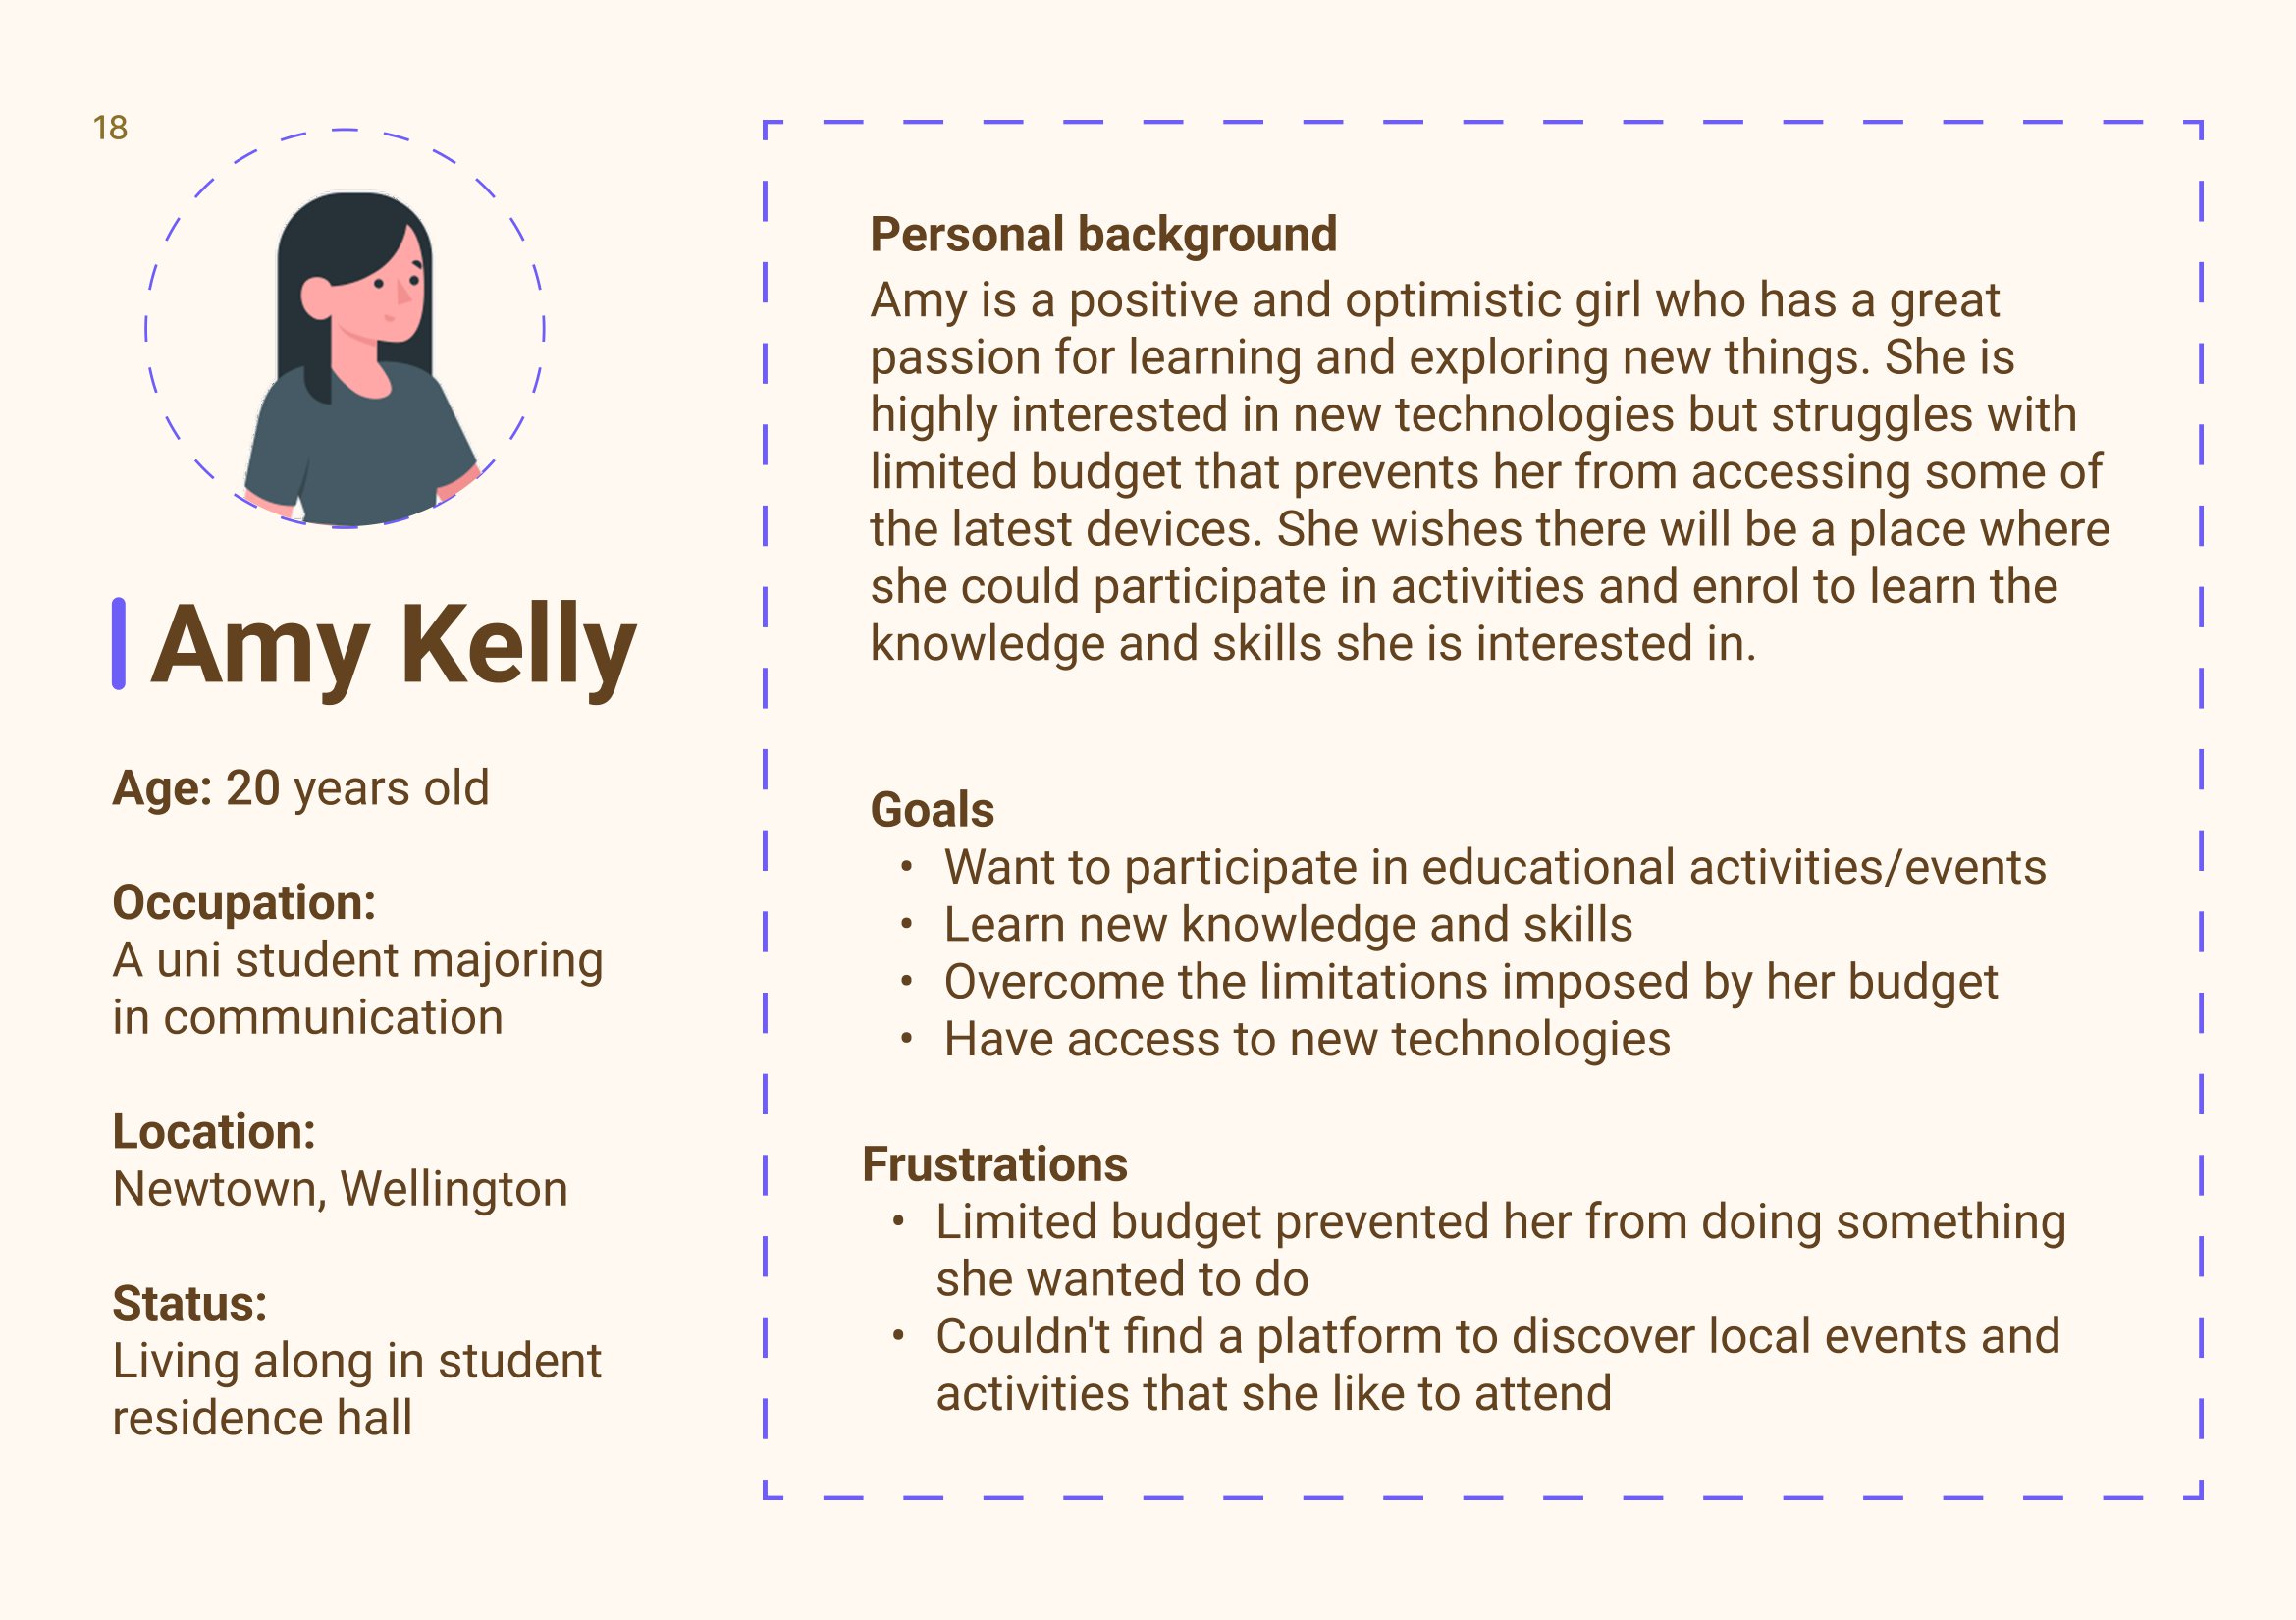 18
Amy Kelly
Age: 20 years old
Occupation:
A uni student majoring
in communication
Location:
Newtown, Wellington
Status:
Living along in student
residence hall
Personal background
Amy is a positive and optimistic girl who has a great
passion for learning and exploring new things. She is
highly interested in new technologies but struggles with
limited budget that prevents her from accessing some of
the latest devices. She wishes there will be a place where
she could participate in activities and enrol to learn the
knowledge and skills she is interested in.
Goals
• Want to participate in educational activities/events
• Learn new knowledge and skills
• Overcome the limitations imposed by her budget
• Have access to new technologies
Frustrations
• Limited budget prevented her from doing something
she wanted to do
• Couldn't find a platform to discover local events and
activities that she like to attend